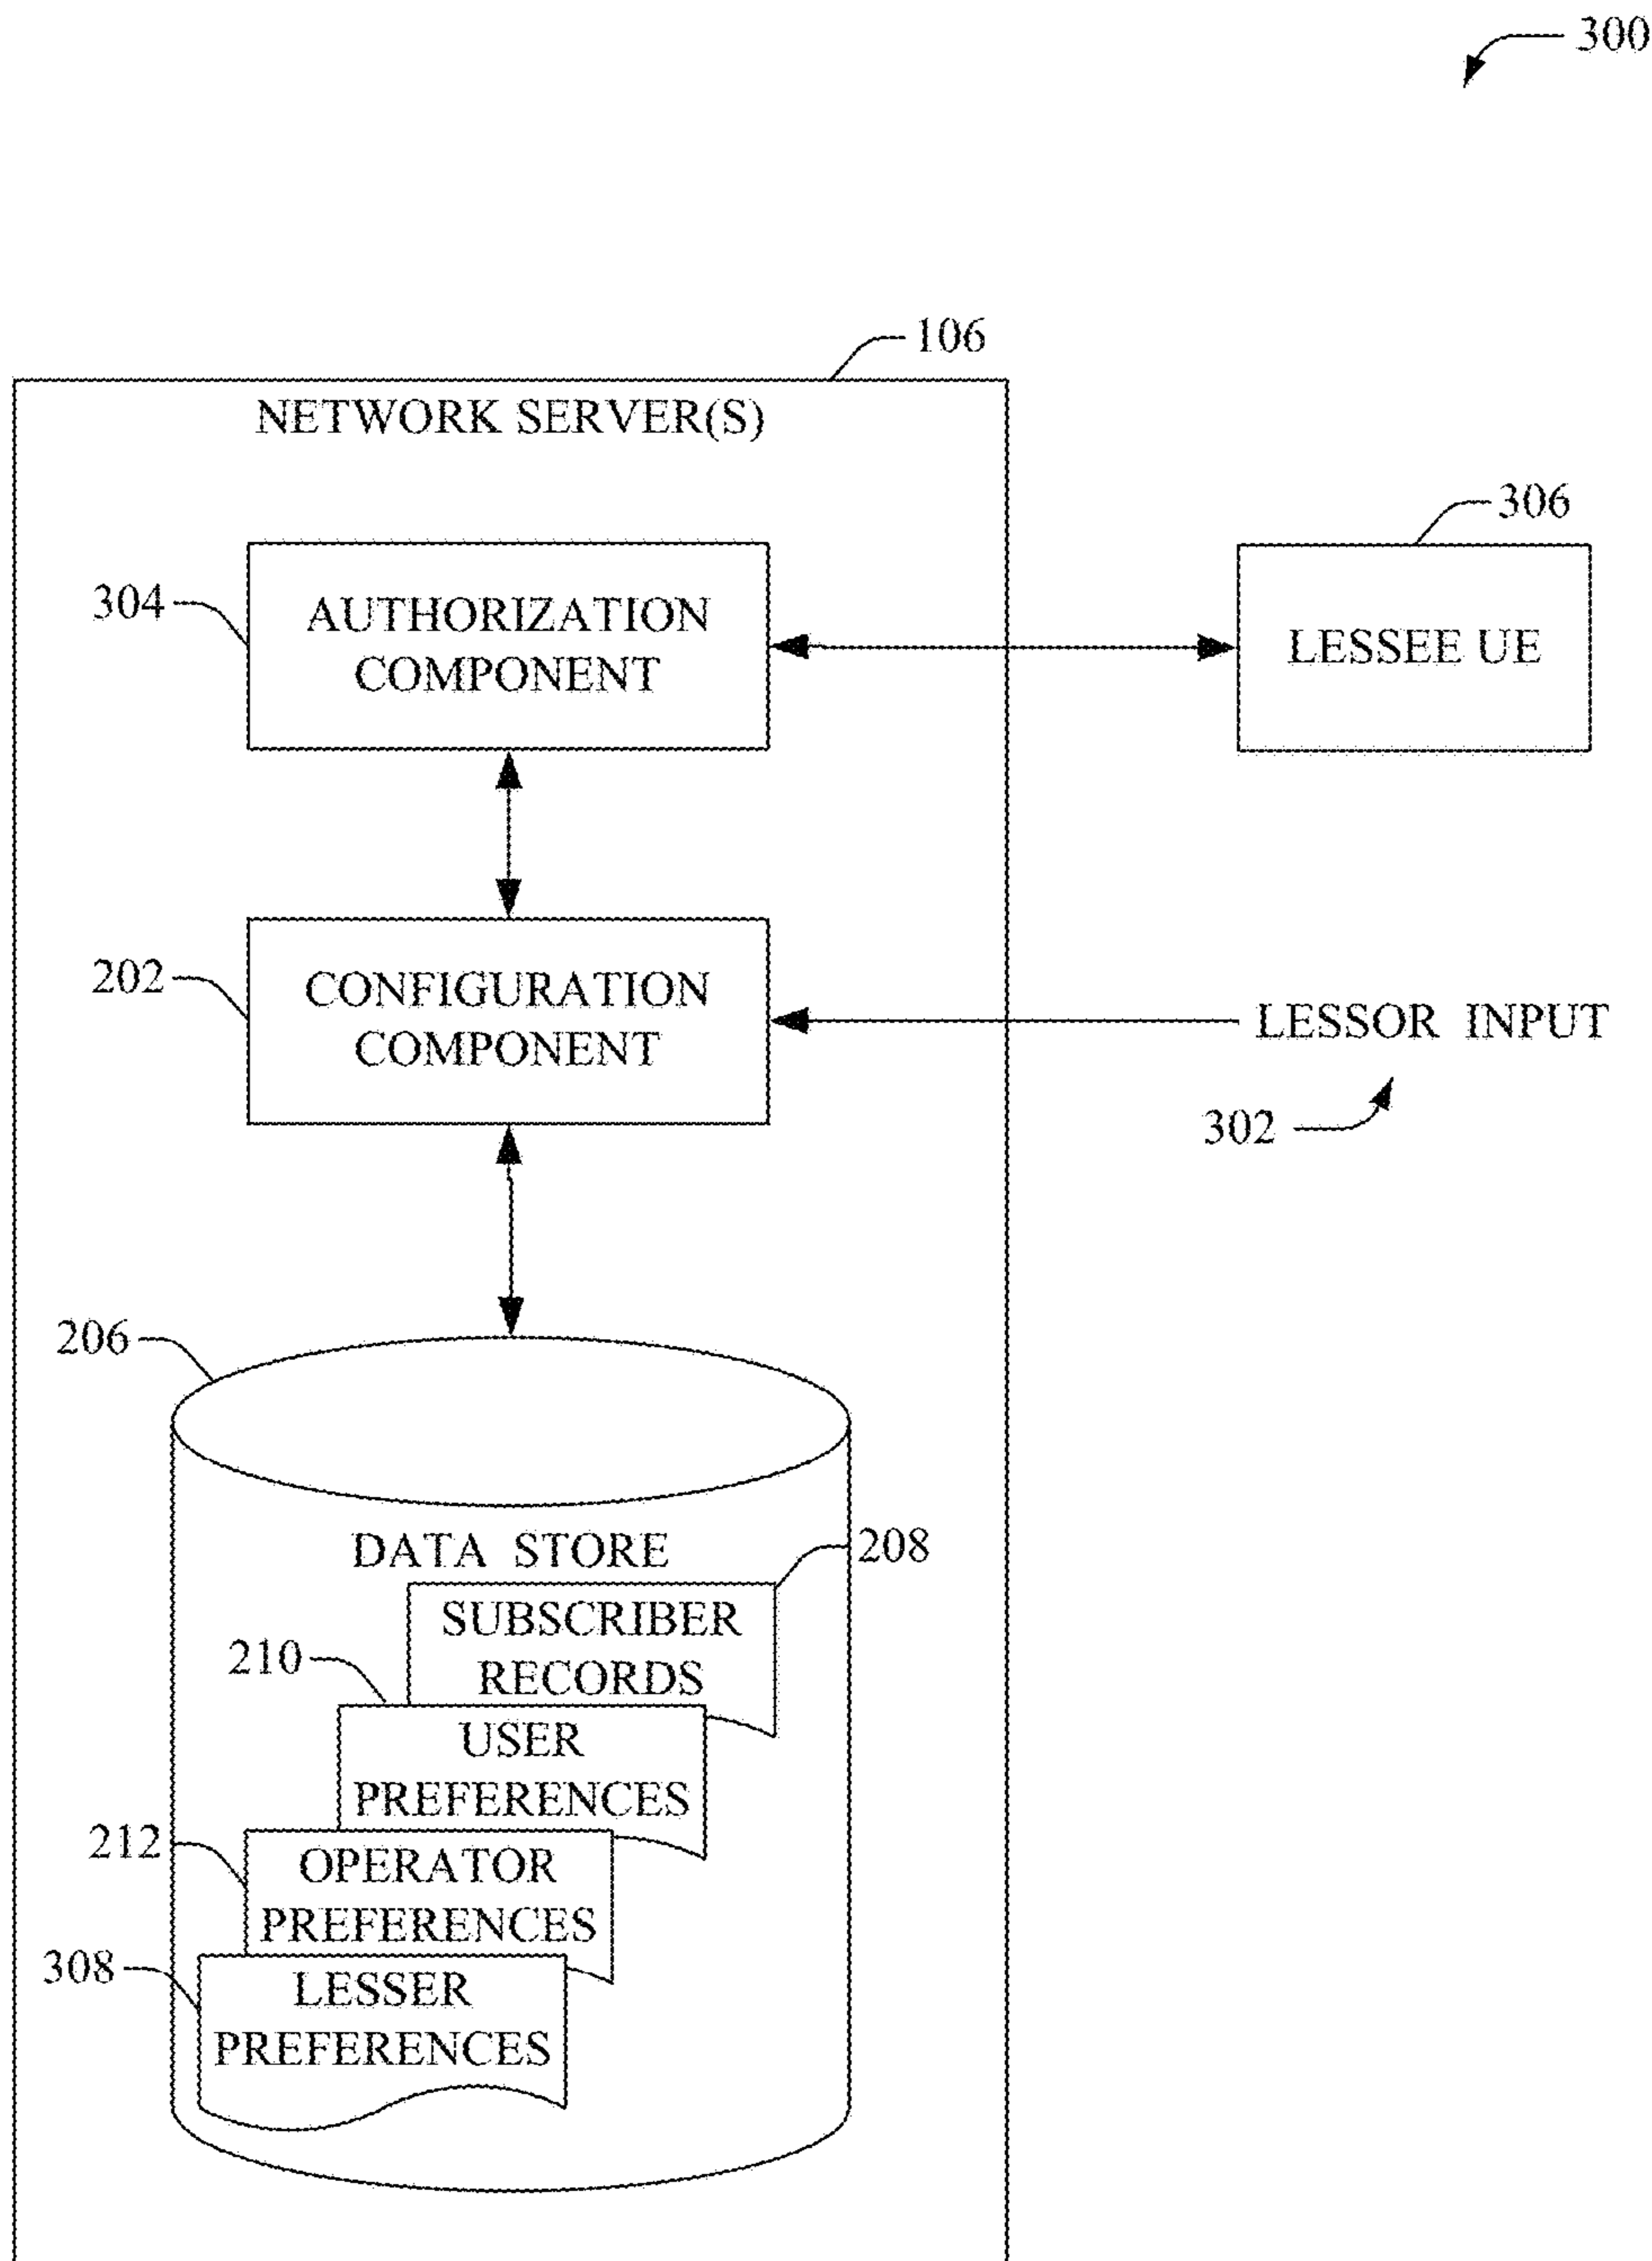 300
106
NETWORK SERVER(S)
306
304
AUTHORIZATION
COMPONENT
LESSEE UE
202
CONFIGURATION
COMPONENT
LESSOR INPUT
302
206
DATA STORE
208
SUBSCRIBER
RECORDS
210
USER
PREFERENCES
212
OPERATOR
PREFERENCES
308
LESSER
PREFERENCES